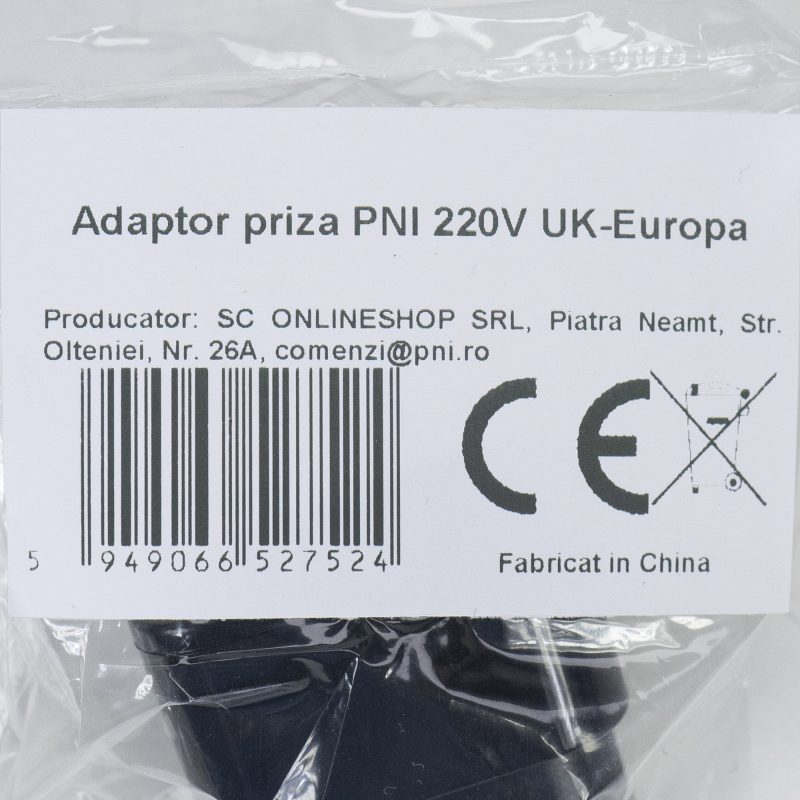 Adaptor priza PNI 220V UK-Europa
Producator: SC ONLINESHOP SRL, Piatra Neamt, Str.
Olteniei, Nr. 26A, comenzi@pni.ro
CE
5 949066 527524
Fabricat in China